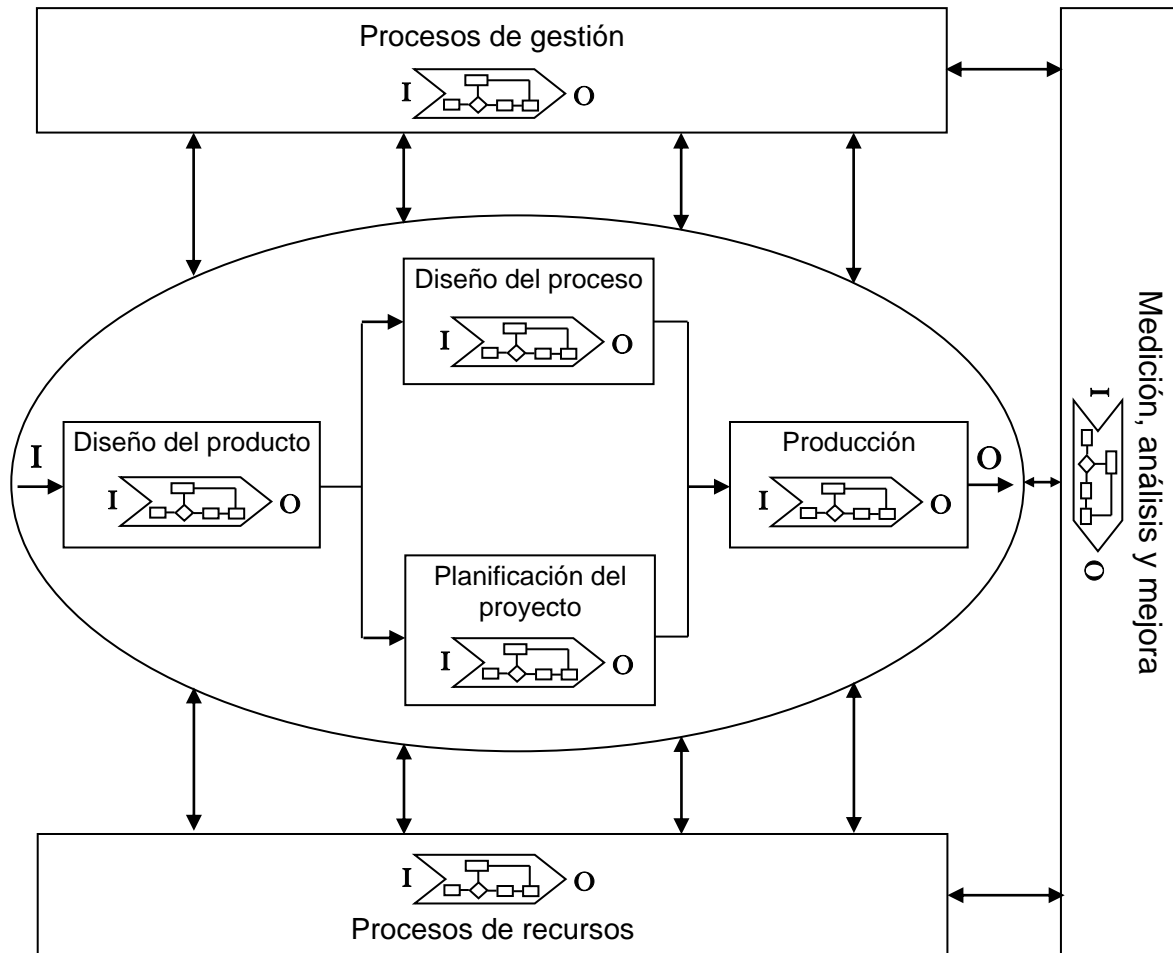 Procesos de gestión
I
O
Diseño del proceso
I
O
I
Diseño del producto
I
O
Producción
I
O
O
Planificación del
proyecto
I
O
I
O
Procesos de recursos
Medición, análisis y mejora
I
O